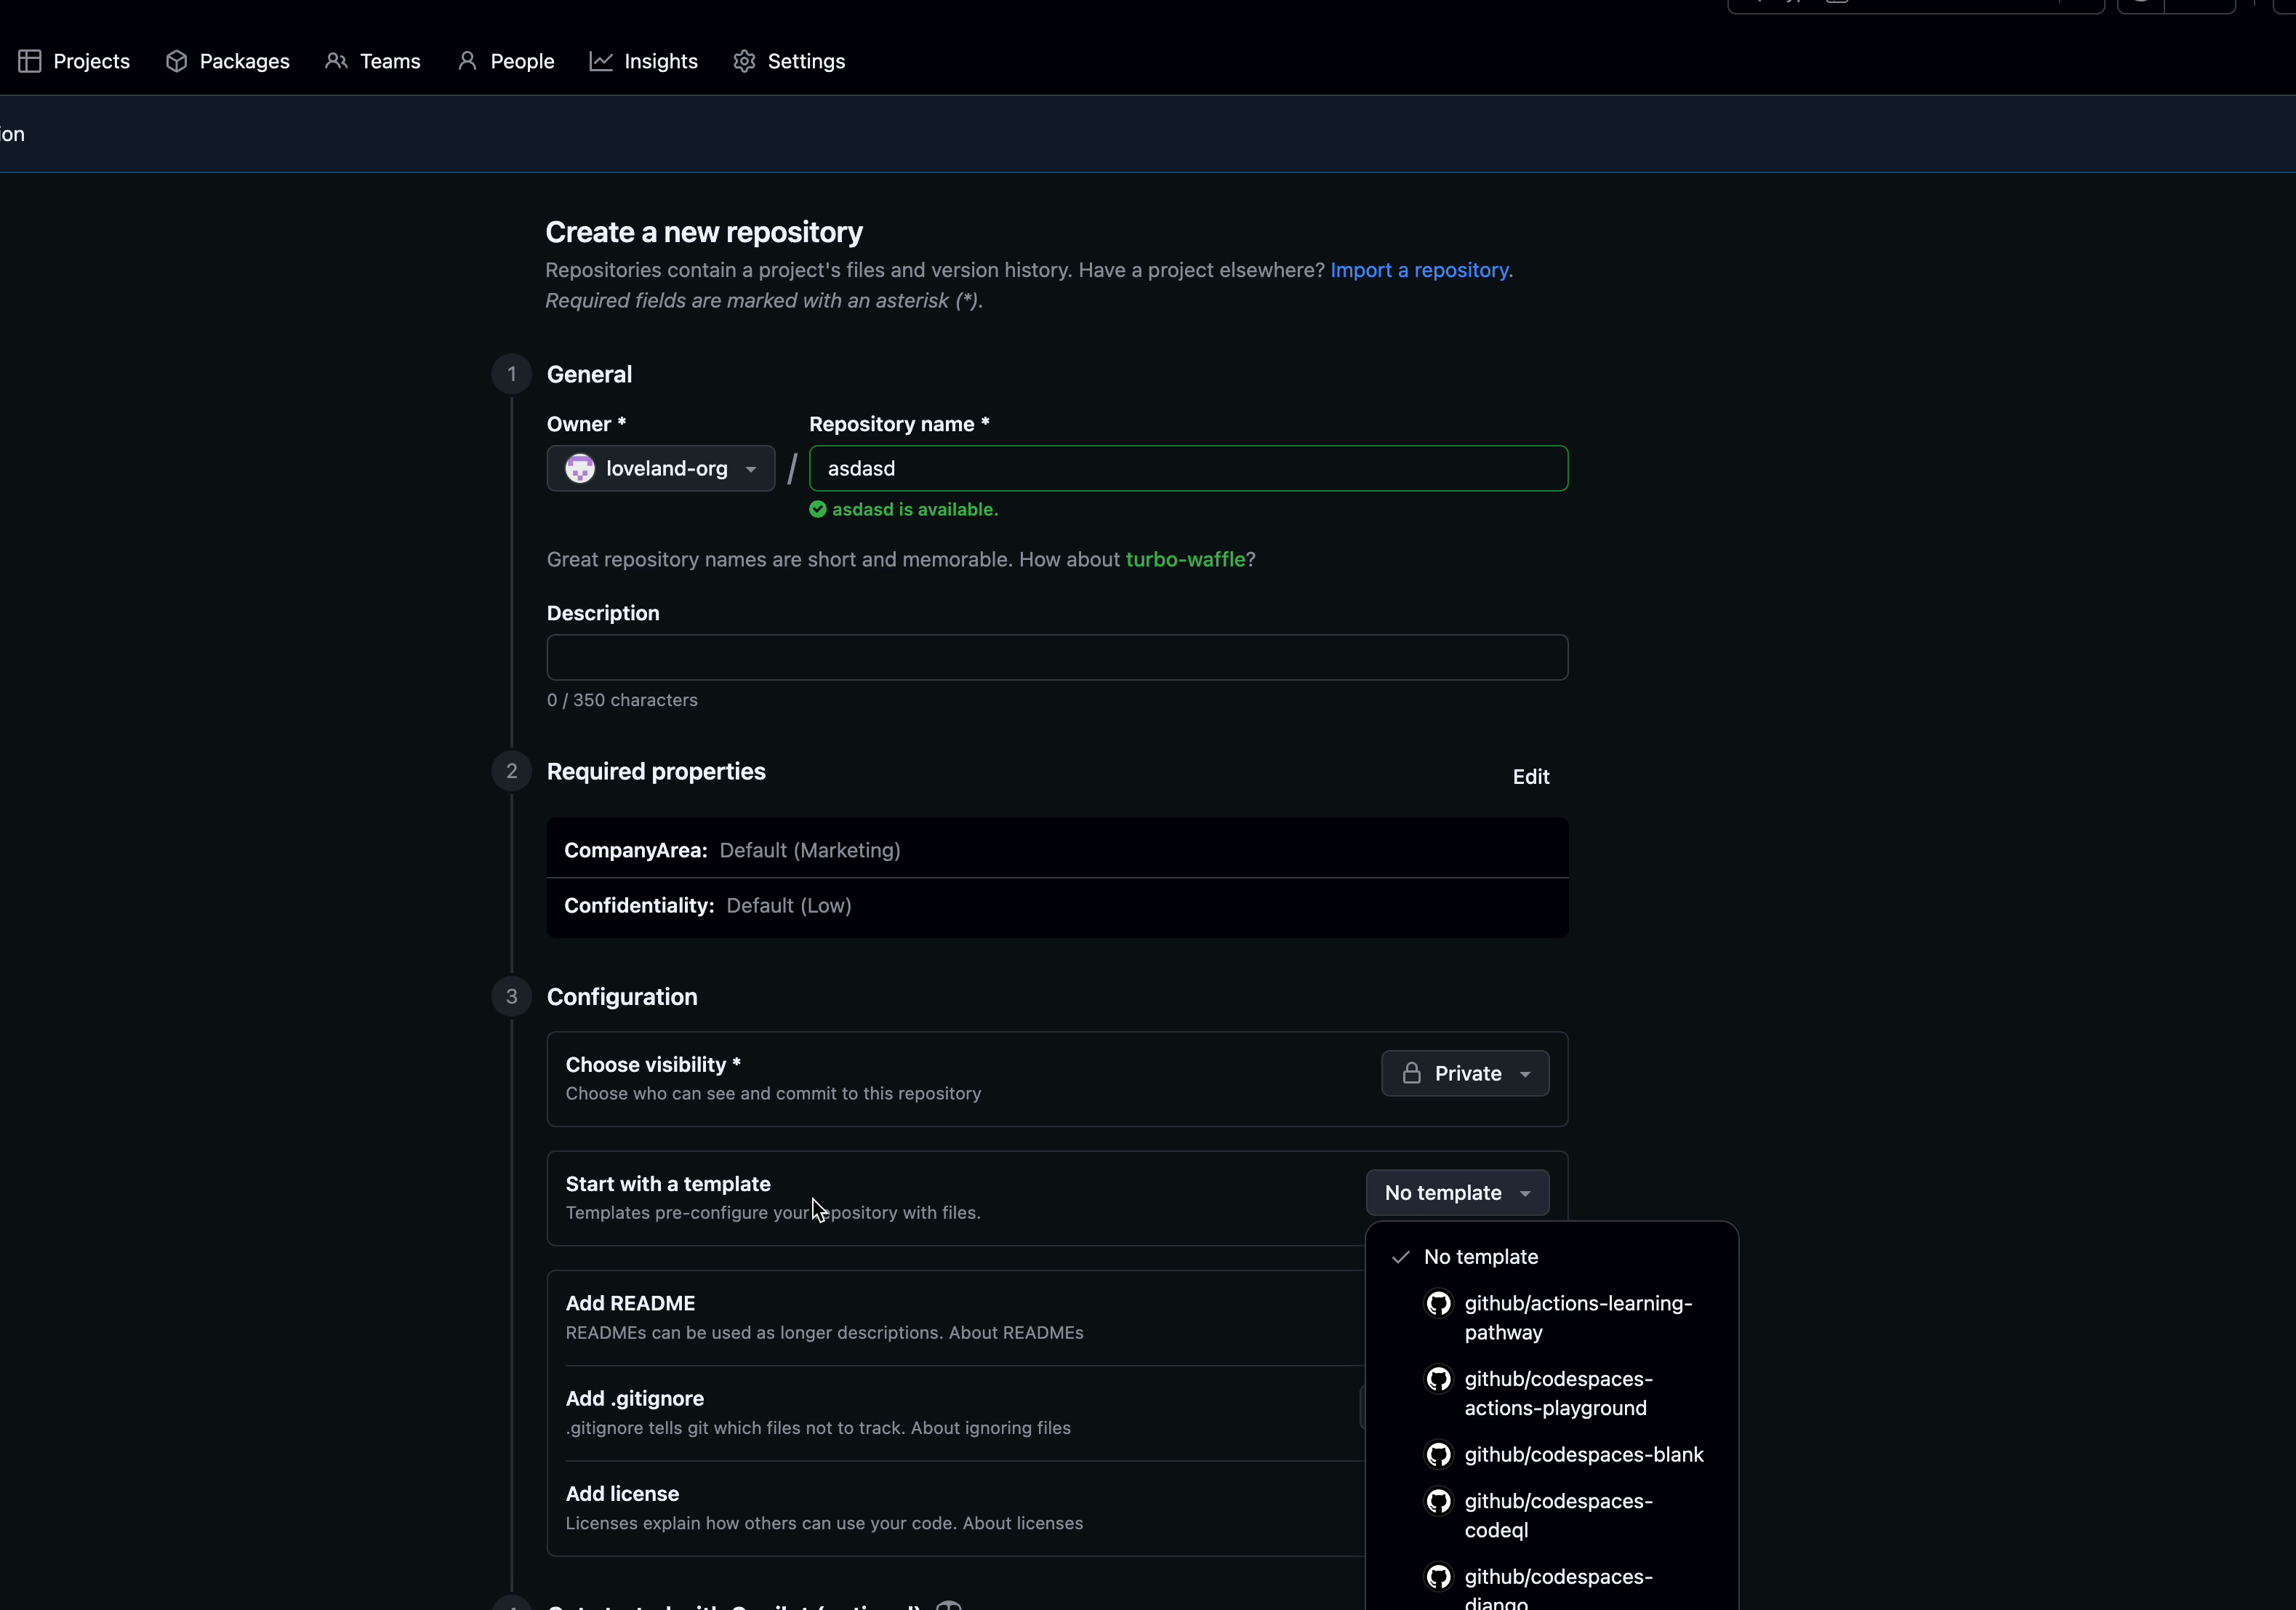 Projects Packages Teams People Insights Settings
ion
Create a new repository
Repositories contain a project's files and version history. Have a project elsewhere? Import a repository.
Required fields are marked with an asterisk (*).
1 General
Owner * Repository name *
loveland-org / asdasd
asdasd is available.
Great repository names are short and memorable. How about turbo-waffle?
Description
0 / 350 characters
2 Required properties Edit
CompanyArea: Default (Marketing)
Confidentiality: Default (Low)
3 Configuration
Choose visibility * Private
Choose who can see and commit to this repository
Start with a template No template
Templates pre-configure your repository with files.
No template
github/actions-learning-
pathway
github/codespaces-
actions-playground
github/codespaces-blank
github/codespaces-
codeql
github/codespaces-
django
Add README
READMEs can be used as longer descriptions. About READMEs
Add .gitignore
.gitignore tells git which files not to track. About ignoring files
Add license
Licenses explain how others can use your code. About licenses